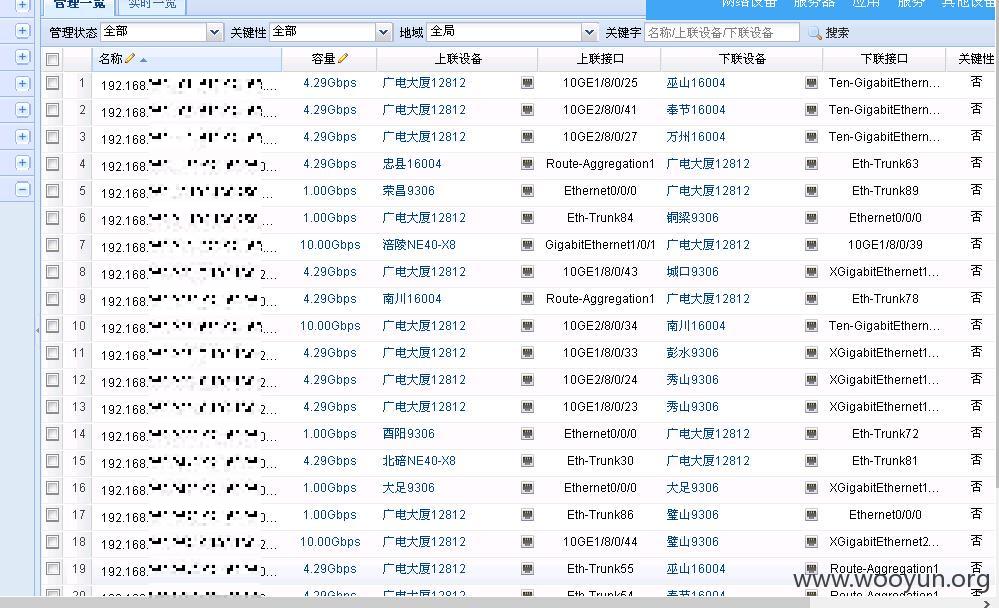 管理一览 实时一览 网络设备 服务器 应用 服务 其他设备
管理状态 全部 关键性 全部 地域 全局 关键字 名称/上联设备/下联设备 搜索
名称 容量 上联设备 上联接口 下联设备 下联接口 关键性
1 192.168. ... 4.29Gbps 广电大厦12812 10GE1/8/0/25 巫山16004 Ten-GigabitEthern... 否
2 192.168. ... 4.29Gbps 广电大厦12812 10GE2/8/0/41 奉节16004 Ten-GigabitEthern... 否
3 192.168. ... 4.29Gbps 广电大厦12812 10GE1/8/0/27 万州16004 Ten-GigabitEthern... 否
4 192.168. ... 4.29Gbps 忠县16004 Route-Aggregation1 广电大厦12812 Eth-Trunk63 否
5 192.168. ... 1.00Gbps 荣昌9306 Ethernet0/0/0 广电大厦12812 Eth-Trunk89 否
6 192.168. ... 1.00Gbps 广电大厦12812 Eth-Trunk84 铜梁9306 Ethernet0/0/0 否
7 192.168. ... 10.00Gbps 涪陵NE40-X8 GigabitEthernet1/0/1 广电大厦12812 10GE1/8/0/39 否
8 192.168. 2... 4.29Gbps 广电大厦12812 10GE1/8/0/43 城口9306 XGigabitEthernet1... 否
9 192.168. 0... 4.29Gbps 南川16004 Route-Aggregation1 广电大厦12812 Eth-Trunk78 否
10 192.168. ... 10.00Gbps 广电大厦12812 10GE2/8/0/34 南川16004 Ten-GigabitEthern... 否
11 192.168. 2... 4.29Gbps 广电大厦12812 10GE1/8/0/33 彭水9306 XGigabitEthernet1... 否
12 192.168. 2... 4.29Gbps 广电大厦12812 10GE2/8/0/24 秀山9306 XGigabitEthernet1... 否
13 192.168. 2... 4.29Gbps 广电大厦12812 10GE1/8/0/23 秀山9306 XGigabitEthernet1... 否
14 192.168. 0... 1.00Gbps 酉阳9306 Ethernet0/0/0 广电大厦12812 Eth-Trunk72 否
15 192.168. 0... 4.29Gbps 北碚NE40-X8 Eth-Trunk30 广电大厦12812 Eth-Trunk81 否
16 192.168. 0... 1.00Gbps 大足9306 Ethernet0/0/0 大足9306 XGigabitEthernet1... 否
17 192.168. 0... 1.00Gbps 广电大厦12812 Eth-Trunk86 璧山9306 Ethernet0/0/0 否
18 192.168. 2... 10.00Gbps 广电大厦12812 10GE1/8/0/44 璧山9306 XGigabitEthernet2... 否
19 192.168. 0... 4.29Gbps 广电大厦12812 Eth-Trunk55 巫山16004 Route-Aggregation1 否
www.wooyun.org
20 192.168. 4.29Gbps 广电大厦12812 Eth-Trunk54 奉节16004 Route-Aggregation1 否